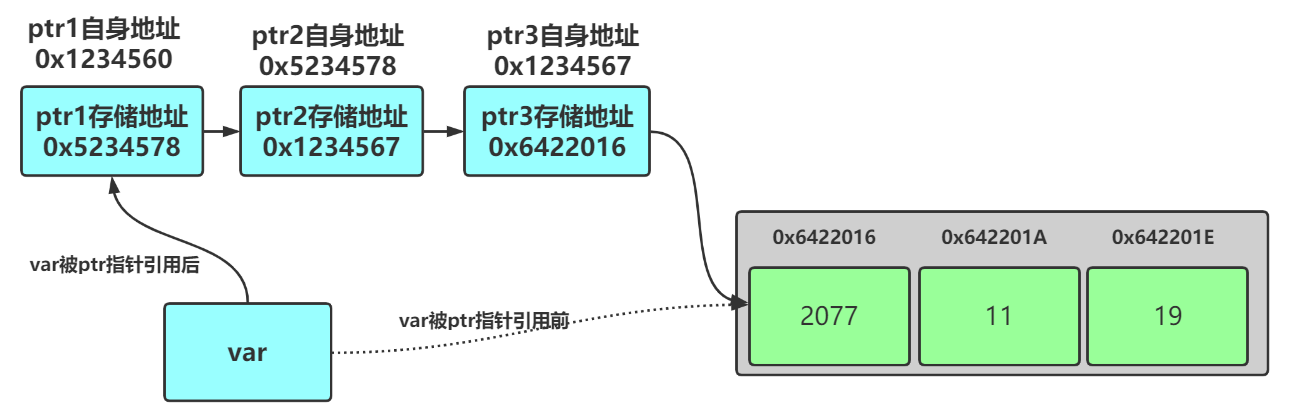 ptr1自身地址
0x1234560
ptr2自身地址
0x5234578
ptr3自身地址
0x1234567
ptr1存储地址
0x5234578
ptr2存储地址
0x1234567
ptr3存储地址
0x6422016
0x6422016
0x642201A
0x642201E
2077
11
19
var被ptr指针引用后
var被ptr指针引用前
var